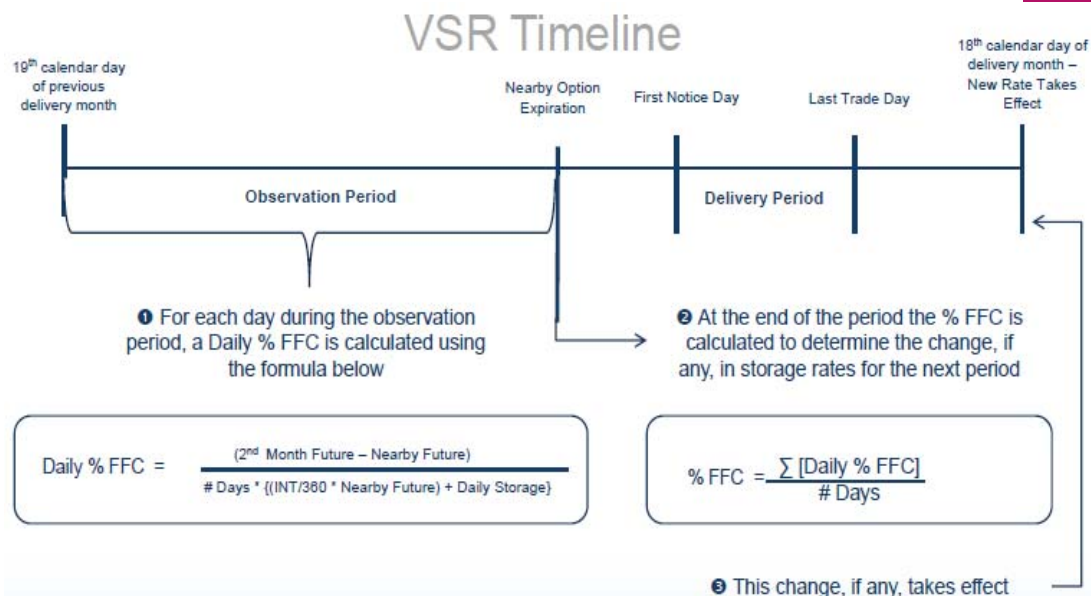 VSR Timeline
19th calendar day
of previous
delivery month
Nearby Option
Expiration
First Notice Day
Last Trade Day
18th calendar day of
delivery month –
New Rate Takes
Effect
Observation Period
Delivery Period
❶ For each day during the observation
period, a Daily % FFC is calculated using
the formula below
❷ At the end of the period the % FFC is
calculated to determine the change, if
any, in storage rates for the next period
Daily % FFC =
(2nd Month Future – Nearby Future)
# Days * {(INT/360 * Nearby Future) + Daily Storage}
% FFC =
∑ [Daily % FFC]
# Days
❸ This change, if any, takes effect